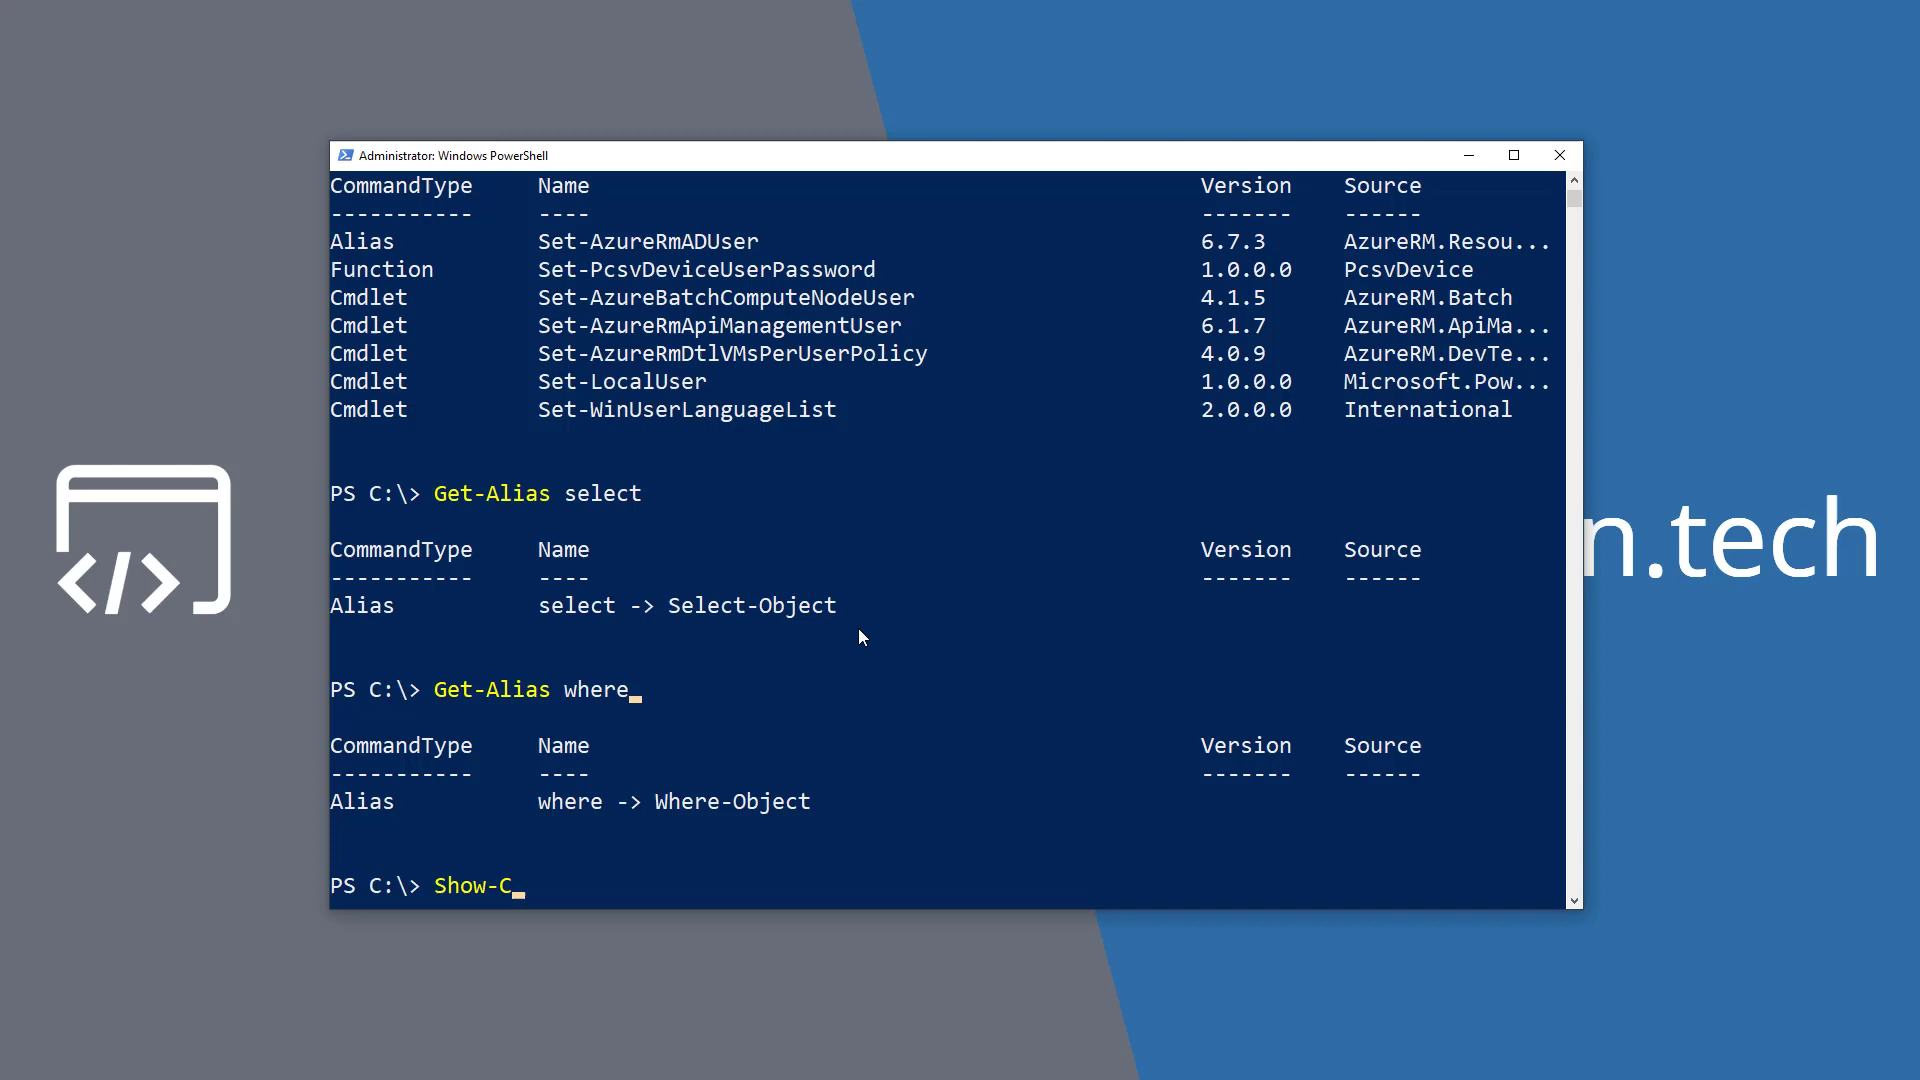 Administrator: Windows PowerShell
CommandType Name Version Source
----------- ---- ------- ------
Alias Set-AzureRmADUser 6.7.3 AzureRM.Resou...
Function Set-PcsvDeviceUserPassword 1.0.0.0 PcsvDevice
Cmdlet Set-AzureBatchComputeNodeUser 4.1.5 AzureRM.Batch
Cmdlet Set-AzureRmApiManagementUser 6.1.7 AzureRM.ApiMa...
Cmdlet Set-AzureRmDtlVMsPerUserPolicy 4.0.9 AzureRM.DevTe...
Cmdlet Set-LocalUser 1.0.0.0 Microsoft.Pow...
Cmdlet Set-WinUserLanguageList 2.0.0.0 International
PS C:\> Get-Alias select
CommandType Name Version Source
----------- ---- ------- ------
Alias select -> Select-Object
PS C:\> Get-Alias where
CommandType Name Version Source
----------- ---- ------- ------
Alias where -> Where-Object
PS C:\> Show-C
</>
n.tech